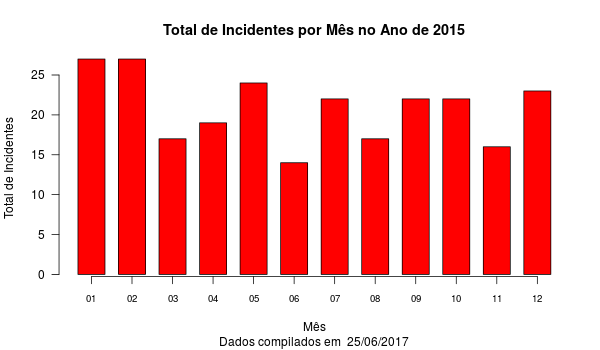 Total de Incidentes por Mês no Ano de 2015
Total de Incidentes
25
20
15
10
5
0
01 02 03 04 05 06 07 08 09 10 11 12
Mês
Dados compilados em 25/06/2017